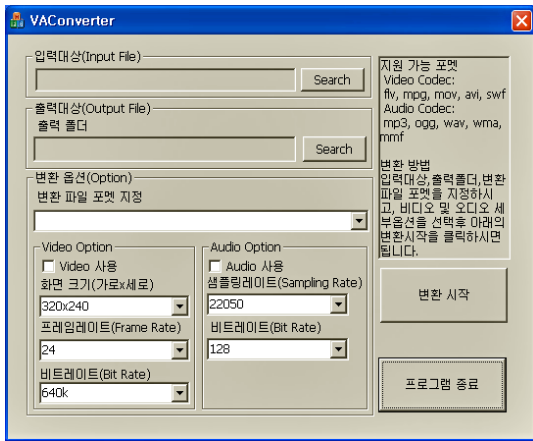 VAConverter
입력대상(Input File)
Search
출력대상(Output File)
출력 폴더
Search
변환 옵션(Option)
변환 파일 포멧 지정
Video Option
Video 사용
화면 크기(가로x세로)
320x240
프레임레이트(Frame Rate)
24
비트레이트(Bit Rate)
640k
Audio Option
Audio 사용
샘플링레이트(Sampling Rate)
22050
비트레이트(Bit Rate)
128
지원 가능 포멧
Video Codec:
flv, mpg, mov, avi, swf
Audio Codec:
mp3, ogg, wav, wma,
mmf
변환 방법
입력대상,출력폴더,변환
파일 포멧을 지정하시
고, 비디오 및 오디오 세
부옵션을 선택후 아래의
변환시작을 클릭하시면
됩니다.
변환 시작
프로그램 종료